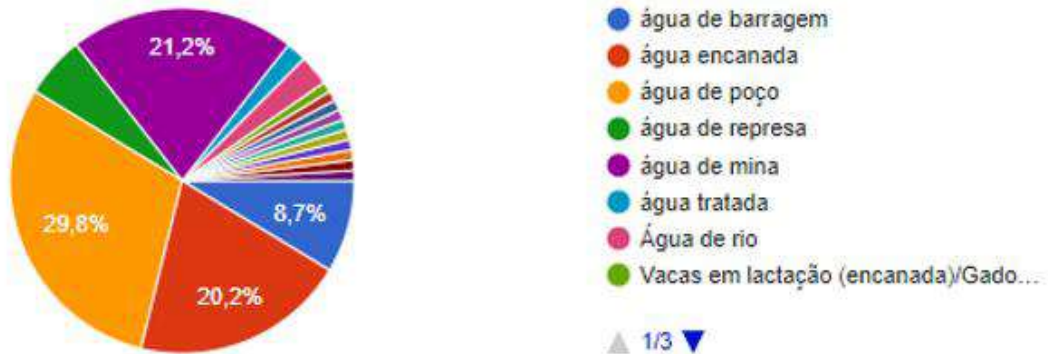 21,2%
29,8%
8,7%
20,2%
água de barragem
água encanada
água de poço
água de represa
água de mina
água tratada
Água de rio
Vacas em lactação (encanada)/Gado...
1/3